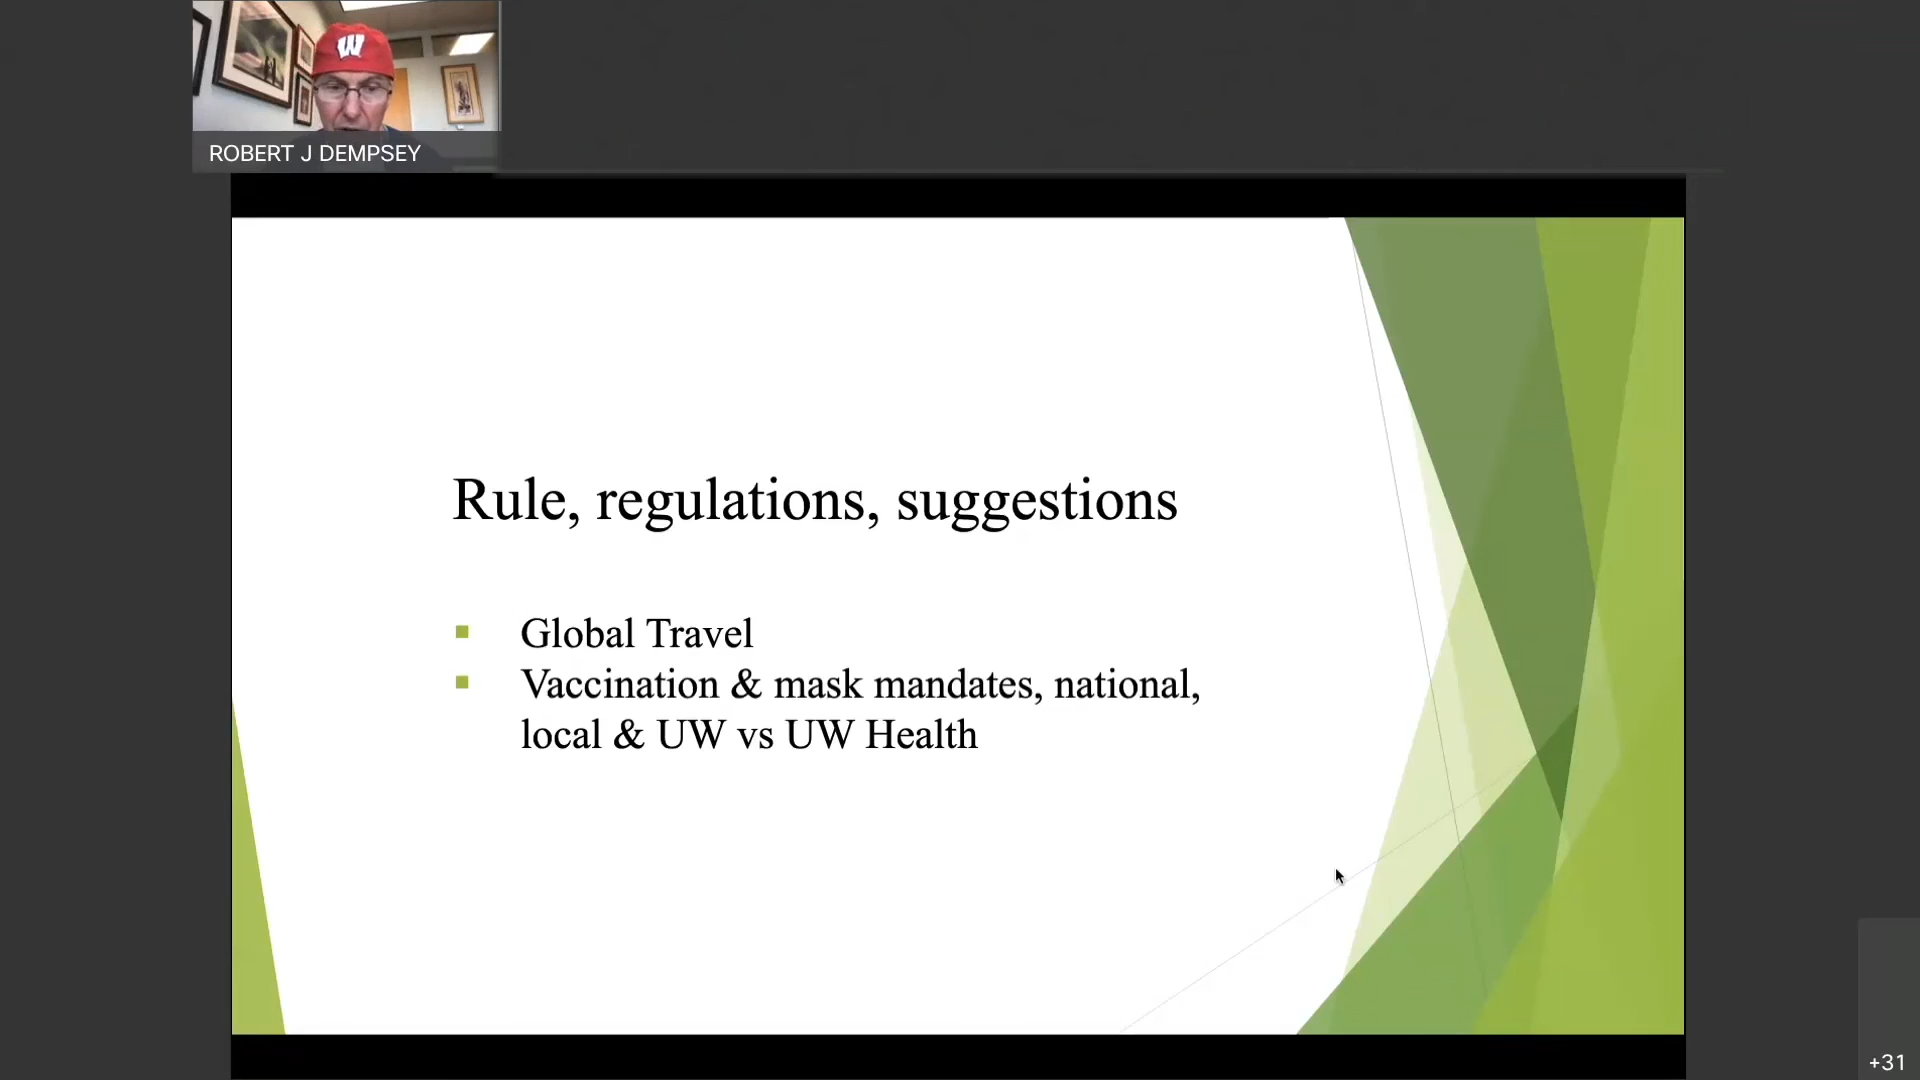 W
ROBERT J DEMPSEY
Rule, regulations, suggestions
Global Travel
Vaccination & mask mandates, national,
local & UW vs UW Health
+31